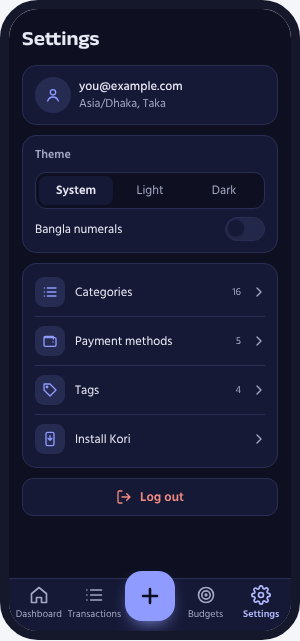 Settings
you@example.com
Asia/Dhaka, Taka
Theme
System Light Dark
Bangla numerals
Categories 16
Payment methods 5
Tags 4
Install Kori
Log out
Dashboard Transactions Budgets Settings